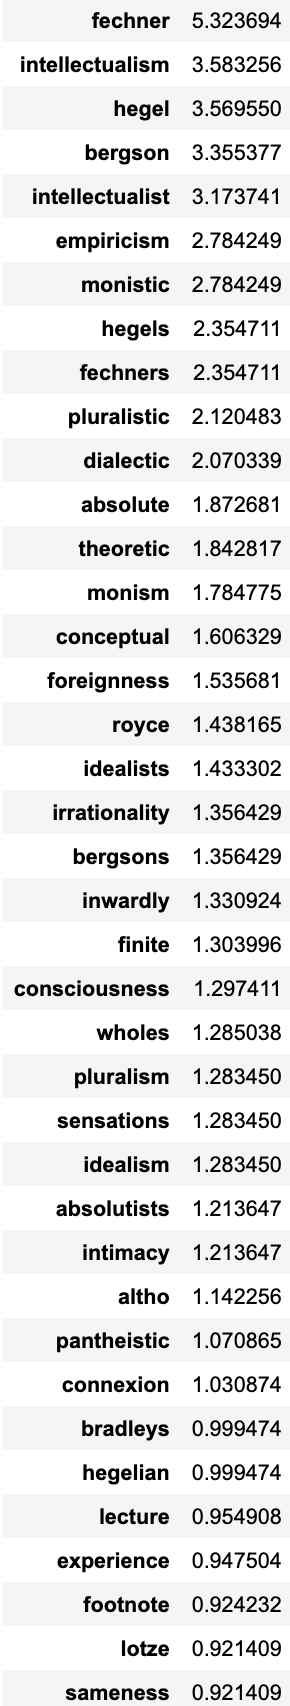 fechner 5.323694
intellectualism 3.583256
hegel 3.569550
bergson 3.355377
intellectualist 3.173741
empiricism 2.784249
monistic 2.784249
hegels 2.354711
fechners 2.354711
pluralistic 2.120483
dialectic 2.070339
absolute 1.872681
theoretic 1.842817
monism 1.784775
conceptual 1.606329
foreignness 1.535681
royce 1.438165
idealists 1.433302
irrationality 1.356429
bergsons 1.356429
inwardly 1.330924
finite 1.303996
consciousness 1.297411
wholes 1.285038
pluralism 1.283450
sensations 1.283450
idealism 1.283450
absolutists 1.213647
intimacy 1.213647
altho 1.142256
pantheistic 1.070865
connexion 1.030874
bradleys 0.999474
hegelian 0.999474
lecture 0.954908
experience 0.947504
footnote 0.924232
lotze 0.921409
sameness 0.921409